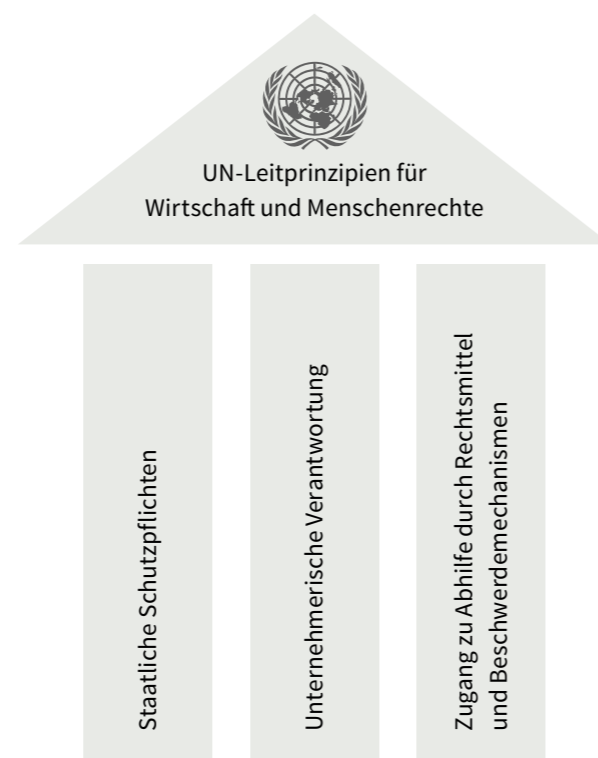 UN-Leitprinzipien für
Wirtschaft und Menschenrechte
Staatliche Schutzpflichten
Unternehmerische Verantwortung
Zugang zu Abhilfe durch Rechtsmittel
und Beschwerdemechanismen